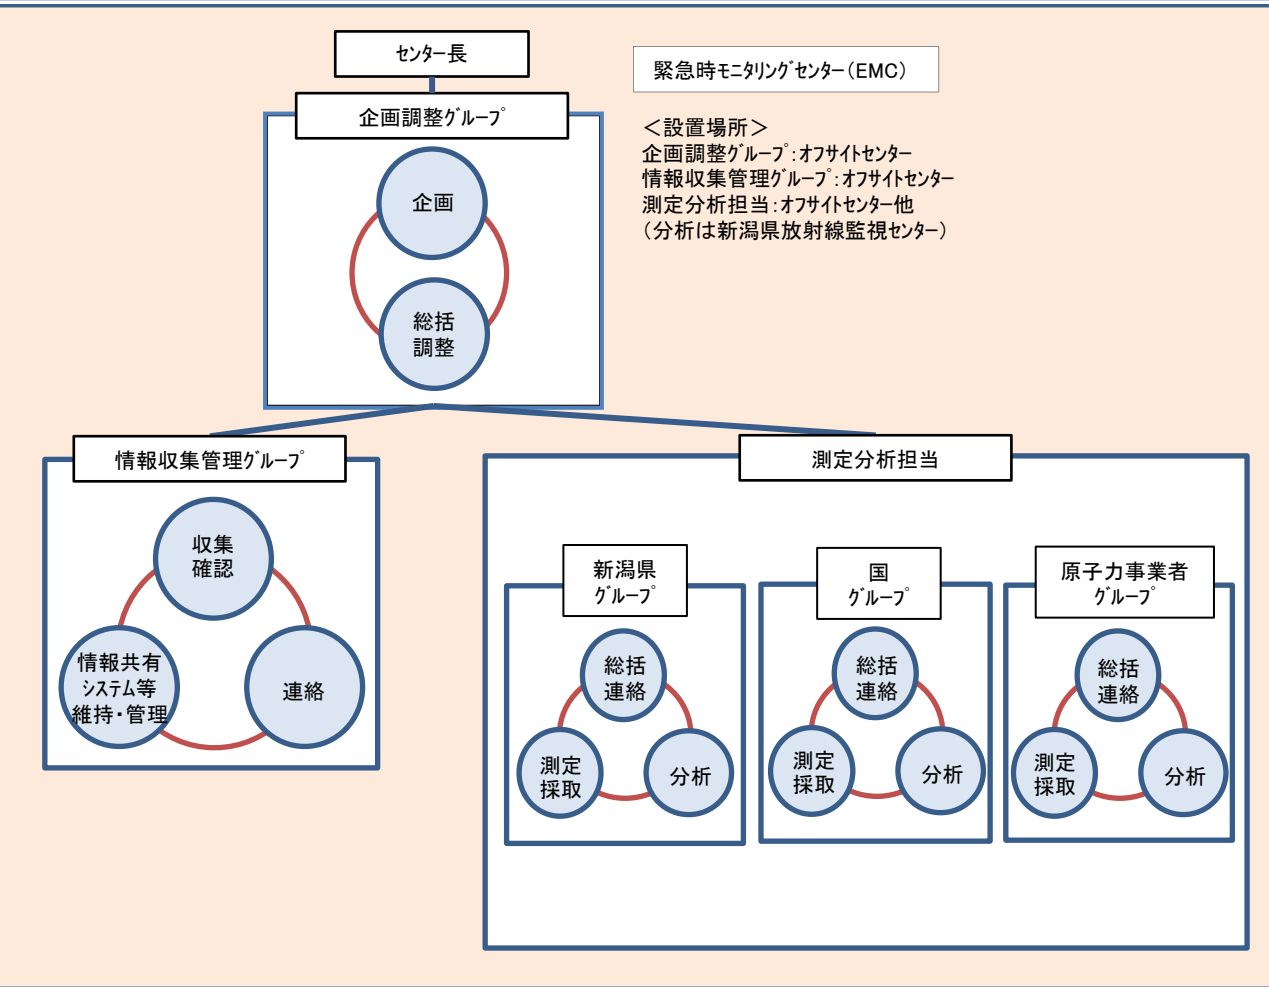 センター長
緊急時モニタリングセンター(EMC)
企画調整グループ
＜設置場所＞
企画調整グループ:オフサイトセンター
情報収集管理グループ:オフサイトセンター
測定分析担当:オフサイトセンター他
(分析は新潟県放射線監視センター)
企画
総括
調整
情報収集管理グループ
収集
確認
情報共有
システム等
維持・管理
連絡
測定分析担当
新潟県
グループ
総括
連絡
測定
採取
分析
国
グループ
総括
連絡
測定
採取
分析
原子力事業者
グループ
総括
連絡
測定
採取
分析